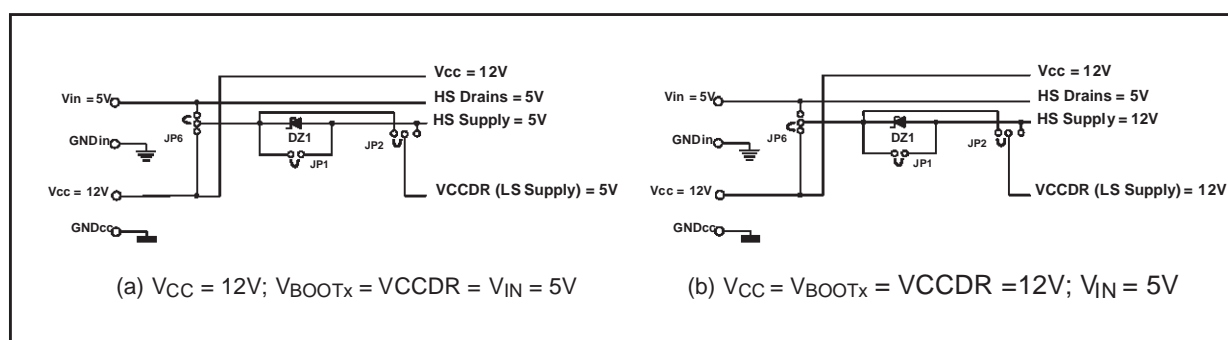 Vcc = 12V
Vin = 5V
HS Drains = 5V
HS Supply = 5V
JP6
DZ1
JP2
GNDin
JP1
Vcc = 12V
VCCDR (LS Supply) = 5V
GNDcc
(a) VCC = 12V; VBOOTx = VCCDR = VIN = 5V
Vcc = 12V
Vin = 5V
HS Drains = 5V
HS Supply = 12V
JP6
DZ1
JP2
GNDin
JP1
Vcc = 12V
VCCDR (LS Supply) = 12V
GNDcc
(b) VCC = VBOOTx = VCCDR =12V; VIN = 5V